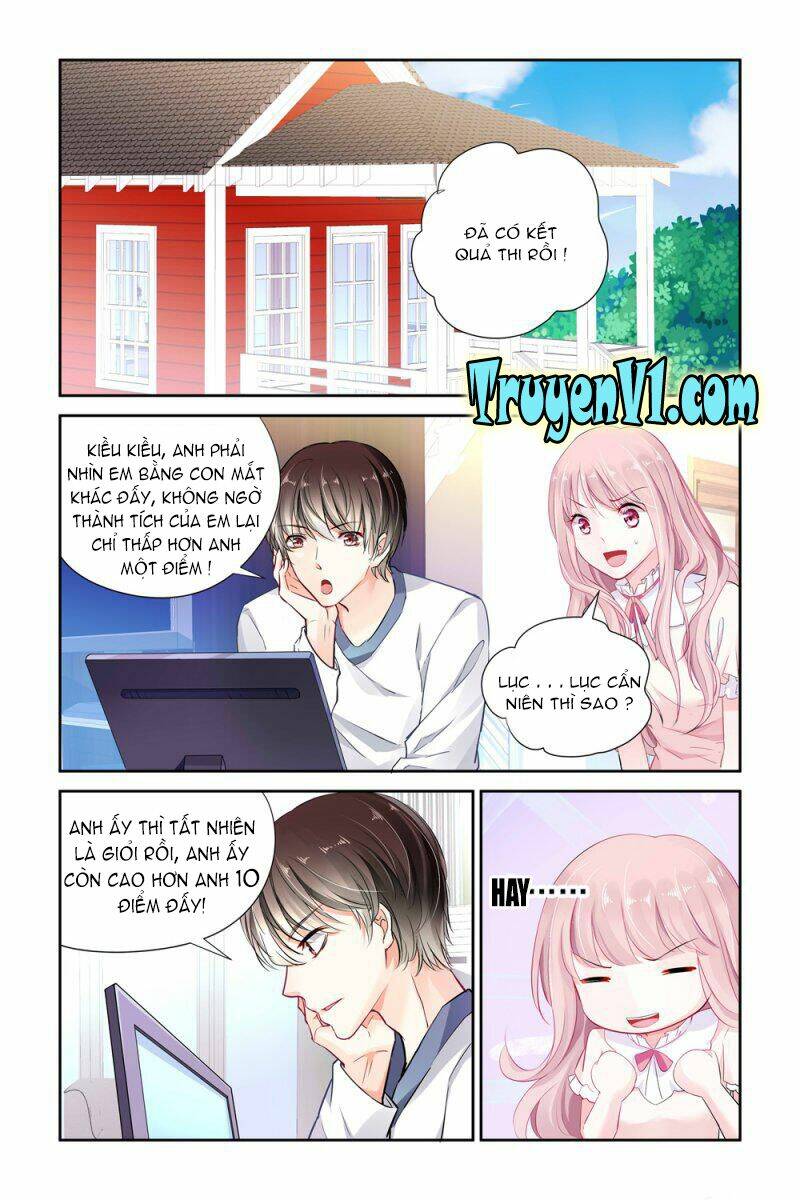 ĐÃ CÓ KẾT
QUẢ THI RỒI !
TruyenV1.com
KIỀU KIỀU, ANH PHẢI
NHÌN EM BẰNG CON MẮT
KHÁC ĐẤY, KHÔNG NGỜ
THÀNH TÍCH CỦA EM LẠI
CHỈ THẤP HƠN ANH
MỘT ĐIỂM !
LỤC . . . LỤC CẨN
NIÊN THÌ SAO ?
ANH ẤY THÌ TẤT NHIÊN
LÀ GIỎI RỒI, ANH ẤY
CÒN CAO HƠN ANH 10
ĐIỂM ĐẤY!
HAY······